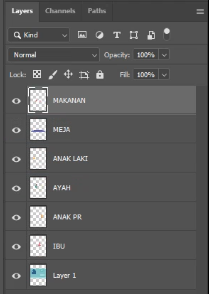 Layers Channels Paths
Kind
Normal Opacity: 100%
Lock: Fill: 100%
MAKANAN
MEJA
ANAK LAKI
AYAH
ANAK PR
IBU
Layer 1